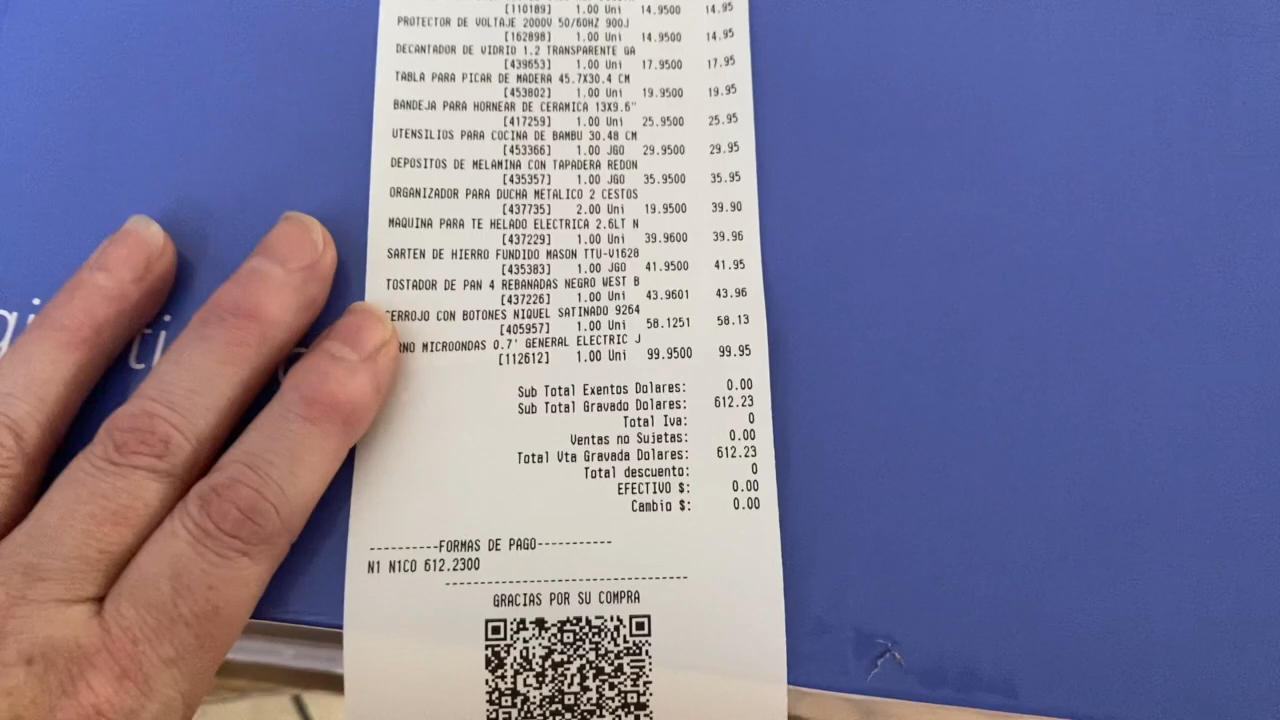 [110189] 1.00 Uni 14.9500 14.95
PROTECTOR DE VOLTAJE 2000V 50/60HZ 900J
[162898] 1.00 Uni 14.9500 14.95
DECANTADOR DE VIDRIO 1.2 TRANSPARENTE GA
[439653] 1.00 Uni 17.9500 17.95
TABLA PARA PICAR DE MADERA 45.7X30.4 CM
[453802] 1.00 Uni 19.9500 19.95
BANDEJA PARA HORNEAR DE CERAMICA 13X9.6"
[417259] 1.00 Uni 25.9500 25.95
UTENSILIOS PARA COCINA DE BAMBU 30.48 CM
[453366] 1.00 JGO 29.9500 29.95
DEPOSITOS DE MELAMINA CON TAPADERA REDON
[435357] 1.00 JGO 35.9500 35.95
ORGANIZADOR PARA DUCHA METALICO 2 CESTOS
[437735] 2.00 Uni 19.9500 39.90
MAQUINA PARA TE HELADO ELECTRICA 2.6LT N
[437229] 1.00 Uni 39.9600 39.96
SARTEN DE HIERRO FUNDIDO MASON TTU-V1628
[435383] 1.00 JGO 41.9500 41.95
TOSTADOR DE PAN 4 REBANADAS NEGRO WEST B
[437226] 1.00 Uni 43.9601 43.96
CERROJO CON BOTONES NIQUEL SATINADO 9264
[405957] 1.00 Uni 58.1251 58.13
RNO MICROONDAS 0.7' GENERAL ELECTRIC J
[112612] 1.00 Uni 99.9500 99.95
Sub Total Exentos Dolares: 0.00
Sub Total Gravado Dolares: 612.23
Total Iva: 0
Ventas no Sujetas: 0.00
Total Vta Gravada Dolares: 612.23
Total descuento: 0
EFECTIVO $: 0.00
Cambio $: 0.00
----------FORMAS DE PAGO-----------
N1 N1CO 612.2300
-----------------------------------
GRACIAS POR SU COMPRA